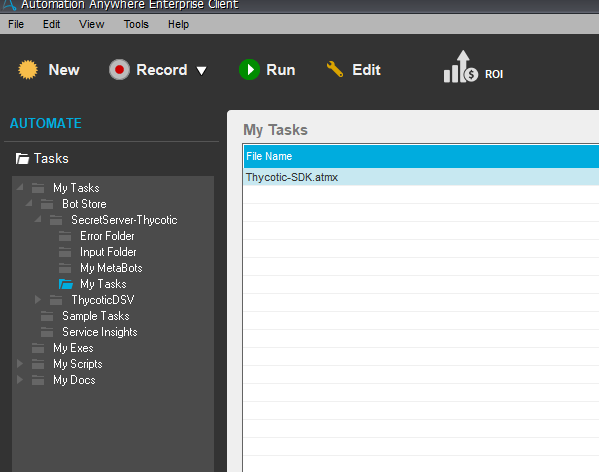 Automation Anywhere Enterprise Client
File Edit View Tools Help
New Record Run Edit ROI
AUTOMATE
Tasks
My Tasks
Bot Store
SecretServer-Thycotic
Error Folder
Input Folder
My MetaBots
My Tasks
ThycoticDSV
Sample Tasks
Service Insights
My Exes
My Scripts
My Docs
My Tasks
File Name
Thycotic-SDK.atmx